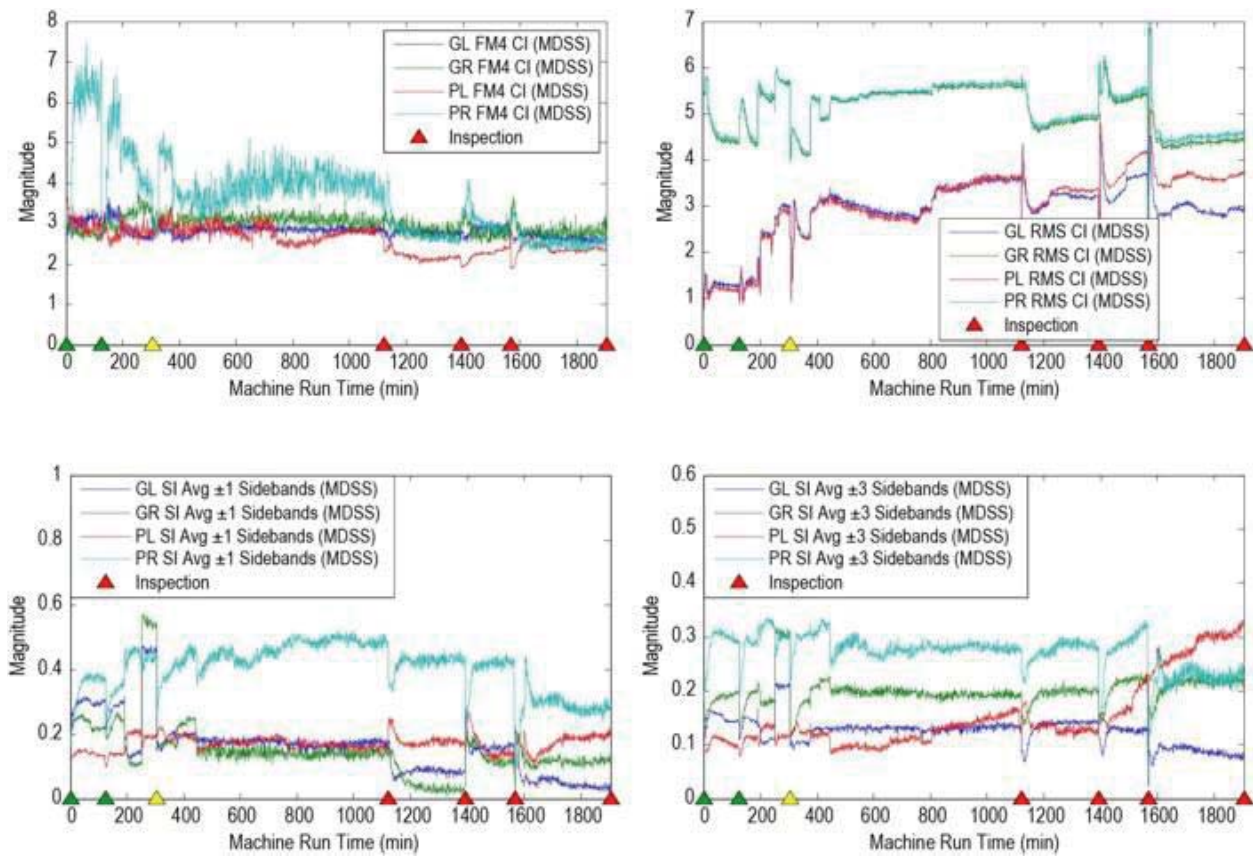 8
7
6
5
4
3
2
1
0
Magnitude
GL FM4 CI (MDSS)
GR FM4 CI (MDSS)
PL FM4 CI (MDSS)
PR FM4 CI (MDSS)
Inspection
0 200 400 600 800 1000 1200 1400 1600 1800
Machine Run Time (min)
7
6
5
4
3
2
1
0
Magnitude
GL RMS CI (MDSS)
GR RMS CI (MDSS)
PL RMS CI (MDSS)
PR RMS CI (MDSS)
Inspection
0 200 400 600 800 1000 1200 1400 1600 1800
Machine Run Time (min)
1
0.8
0.6
0.4
0.2
0
Magnitude
GL SI Avg ±1 Sidebands (MDSS)
GR SI Avg ±1 Sidebands (MDSS)
PL SI Avg ±1 Sidebands (MDSS)
PR SI Avg ±1 Sidebands (MDSS)
Inspection
0 200 400 600 800 1000 1200 1400 1600 1800
Machine Run Time (min)
0.6
0.5
0.4
0.3
0.2
0.1
0
Magnitude
GL SI Avg ±3 Sidebands (MDSS)
GR SI Avg ±3 Sidebands (MDSS)
PL SI Avg ±3 Sidebands (MDSS)
PR SI Avg ±3 Sidebands (MDSS)
Inspection
0 200 400 600 800 1000 1200 1400 1600 1800
Machine Run Time (min)